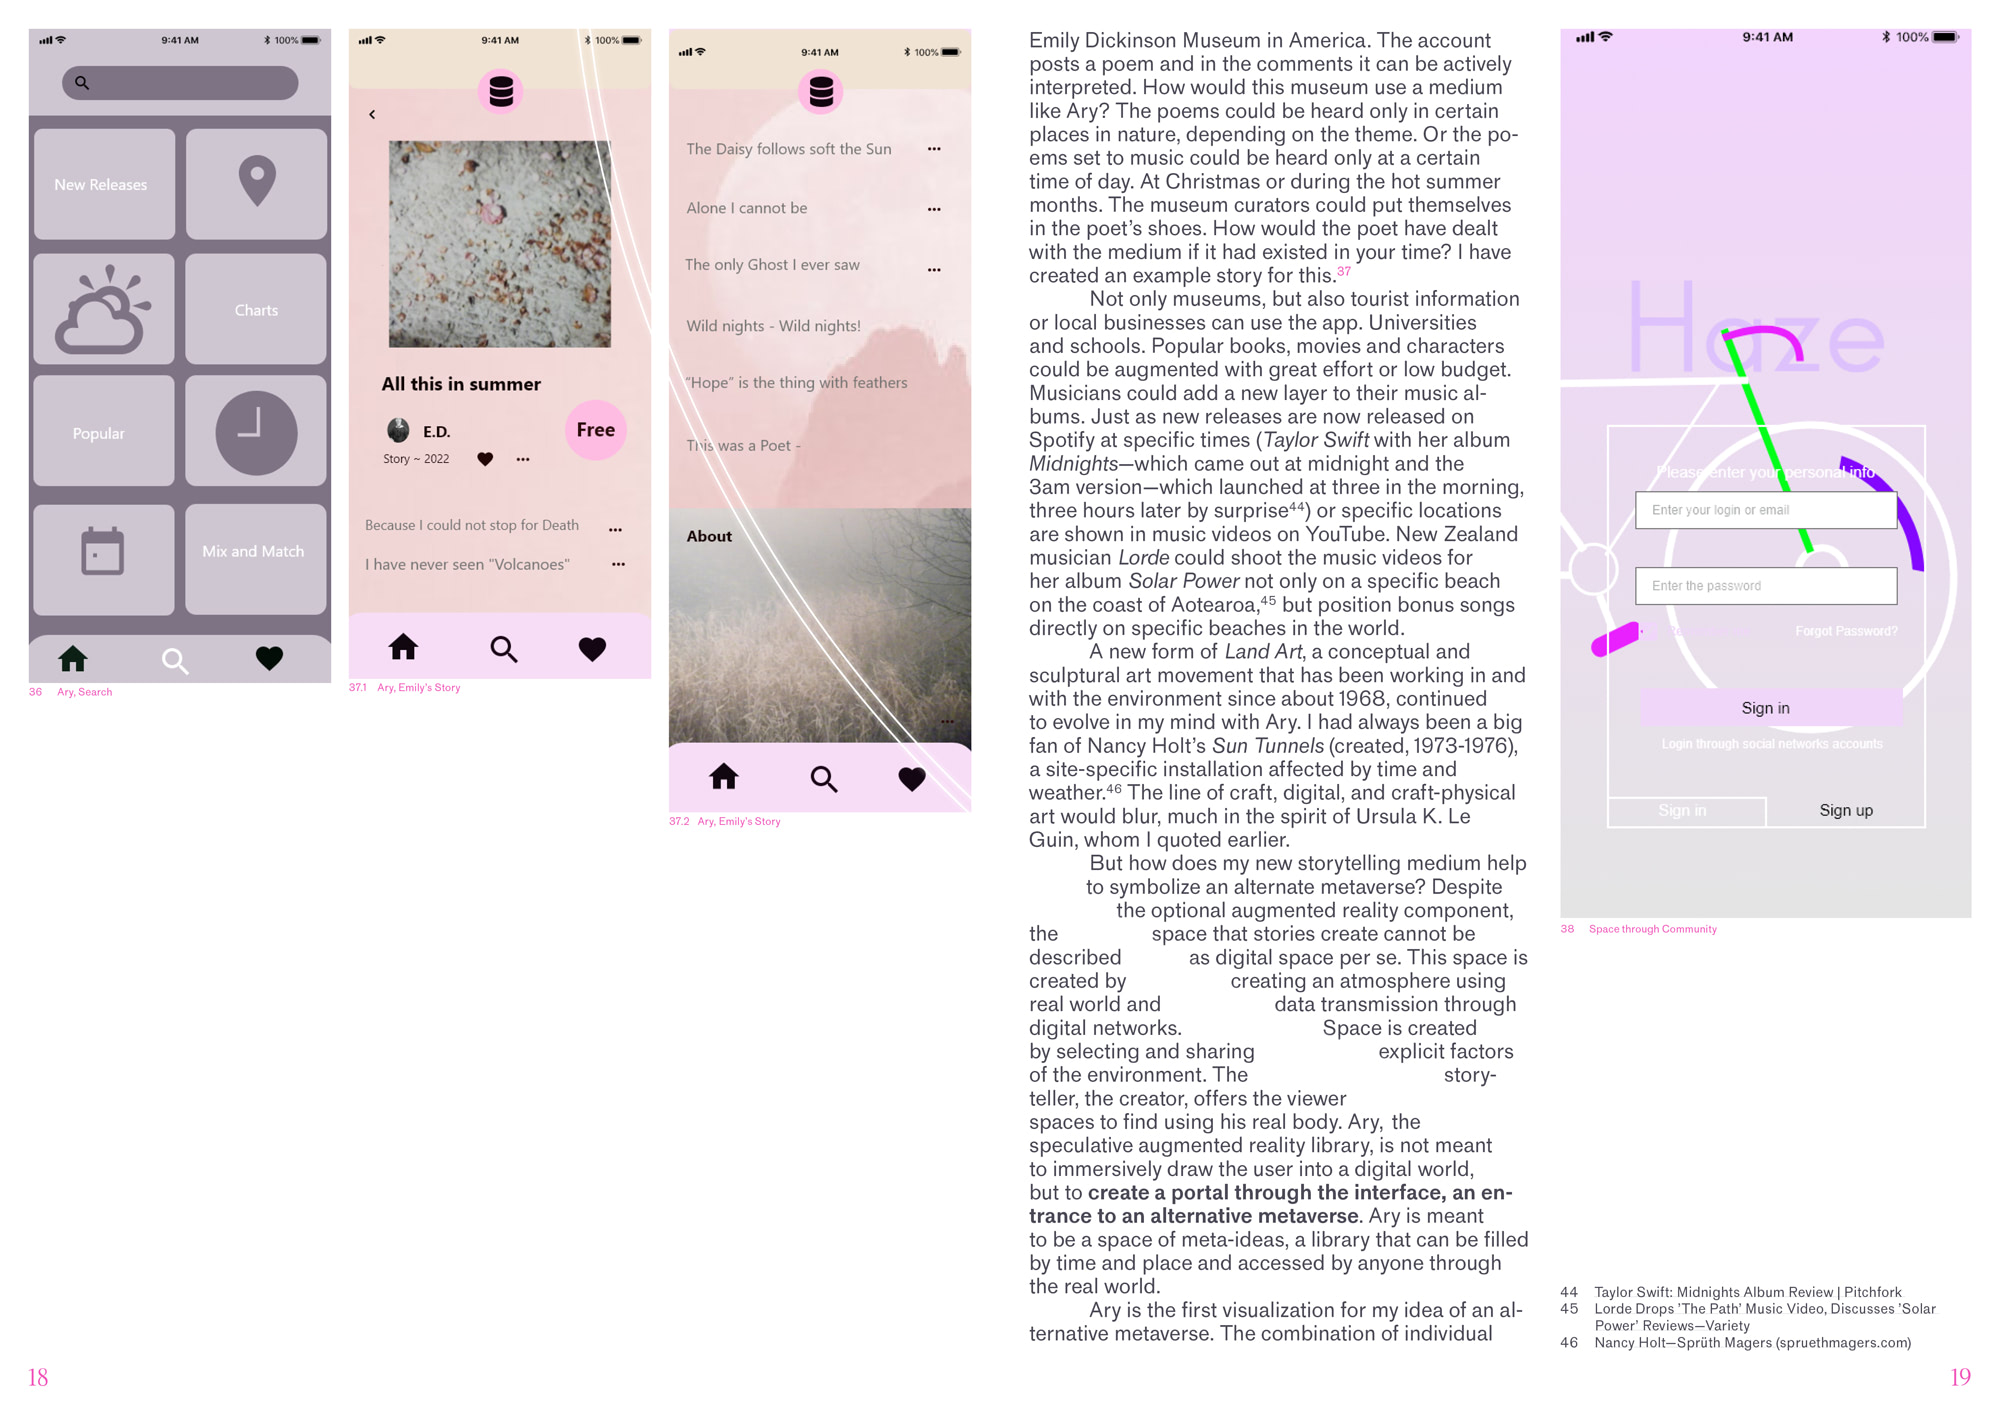 9:41 AM
100%
New Releases
Charts
Popular
Mix and Match
36 Ary, Search
9:41 AM
100%
All this in summer
E.D.
Free
Story ~ 2022
Because I could not stop for Death
I have never seen "Volcanoes"
37.1 Ary, Emily's Story
9:41 AM
100%
The Daisy follows soft the Sun
Alone I cannot be
The only Ghost I ever saw
Wild nights - Wild nights!
"Hope" is the thing with feathers
This was a Poet -
About
37.2 Ary, Emily's Story
Emily Dickinson Museum in America. The account
posts a poem and in the comments it can be actively
interpreted. How would this museum use a medium
like Ary? The poems could be heard only in certain
places in nature, depending on the theme. Or the po-
ems set to music could be heard only at a certain
time of day. At Christmas or during the hot summer
months. The museum curators could put themselves
in the poet's shoes. How would the poet have dealt
with the medium if it had existed in your time? I have
created an example story for this.37
Not only museums, but also tourist information
or local businesses can use the app. Universities
and schools. Popular books, movies and characters
could be augmented with great effort or low budget.
Musicians could add a new layer to their music al-
bums. Just as new releases are now released on
Spotify at specific times (Taylor Swift with her album
Midnights—which came out at midnight and the
3am version—which launched at three in the morning,
three hours later by surprise44) or specific locations
are shown in music videos on YouTube. New Zealand
musician Lorde could shoot the music videos for
her album Solar Power not only on a specific beach
on the coast of Aotearoa,45 but position bonus songs
directly on specific beaches in the world.
A new form of Land Art, a conceptual and
sculptural art movement that has been working in and
with the environment since about 1968, continued
to evolve in my mind with Ary. I had always been a big
fan of Nancy Holt's Sun Tunnels (created, 1973-1976),
a site-specific installation affected by time and
weather.46 The line of craft, digital, and craft-physical
art would blur, much in the spirit of Ursula K. Le
Guin, whom I quoted earlier.
But how does my new storytelling medium help
to symbolize an alternate metaverse? Despite
the optional augmented reality component,
the space that stories create cannot be
described as digital space per se. This space is
created by creating an atmosphere using
real world and data transmission through
digital networks. Space is created
by selecting and sharing explicit factors
of the environment. The story-
teller, the creator, offers the viewer
spaces to find using his real body. Ary, the
speculative augmented reality library, is not meant
to immersively draw the user into a digital world,
but to create a portal through the interface, an en-
trance to an alternative metaverse. Ary is meant
to be a space of meta-ideas, a library that can be filled
by time and place and accessed by anyone through
the real world.
Ary is the first visualization for my idea of an al-
ternative metaverse. The combination of individual
9:41 AM
100%
Haze
Please enter your personal info
Enter your login or email
Enter the password
Forgot Password?
Sign in
Login through social networks accounts
Sign in
Sign up
38 Space through Community
44 Taylor Swift: Midnights Album Review | Pitchfork
45 Lorde Drops 'The Path' Music Video, Discusses 'Solar
Power' Reviews—Variety
46 Nancy Holt—Sprüth Magers (spruethmagers.com)
18
19